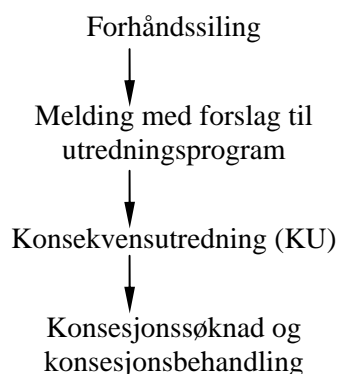 Forhåndssiling
Melding med forslag til
utredningsprogram
Konsekvensutredning (KU)
Konsesjonssøknad og
konsesjonsbehandling